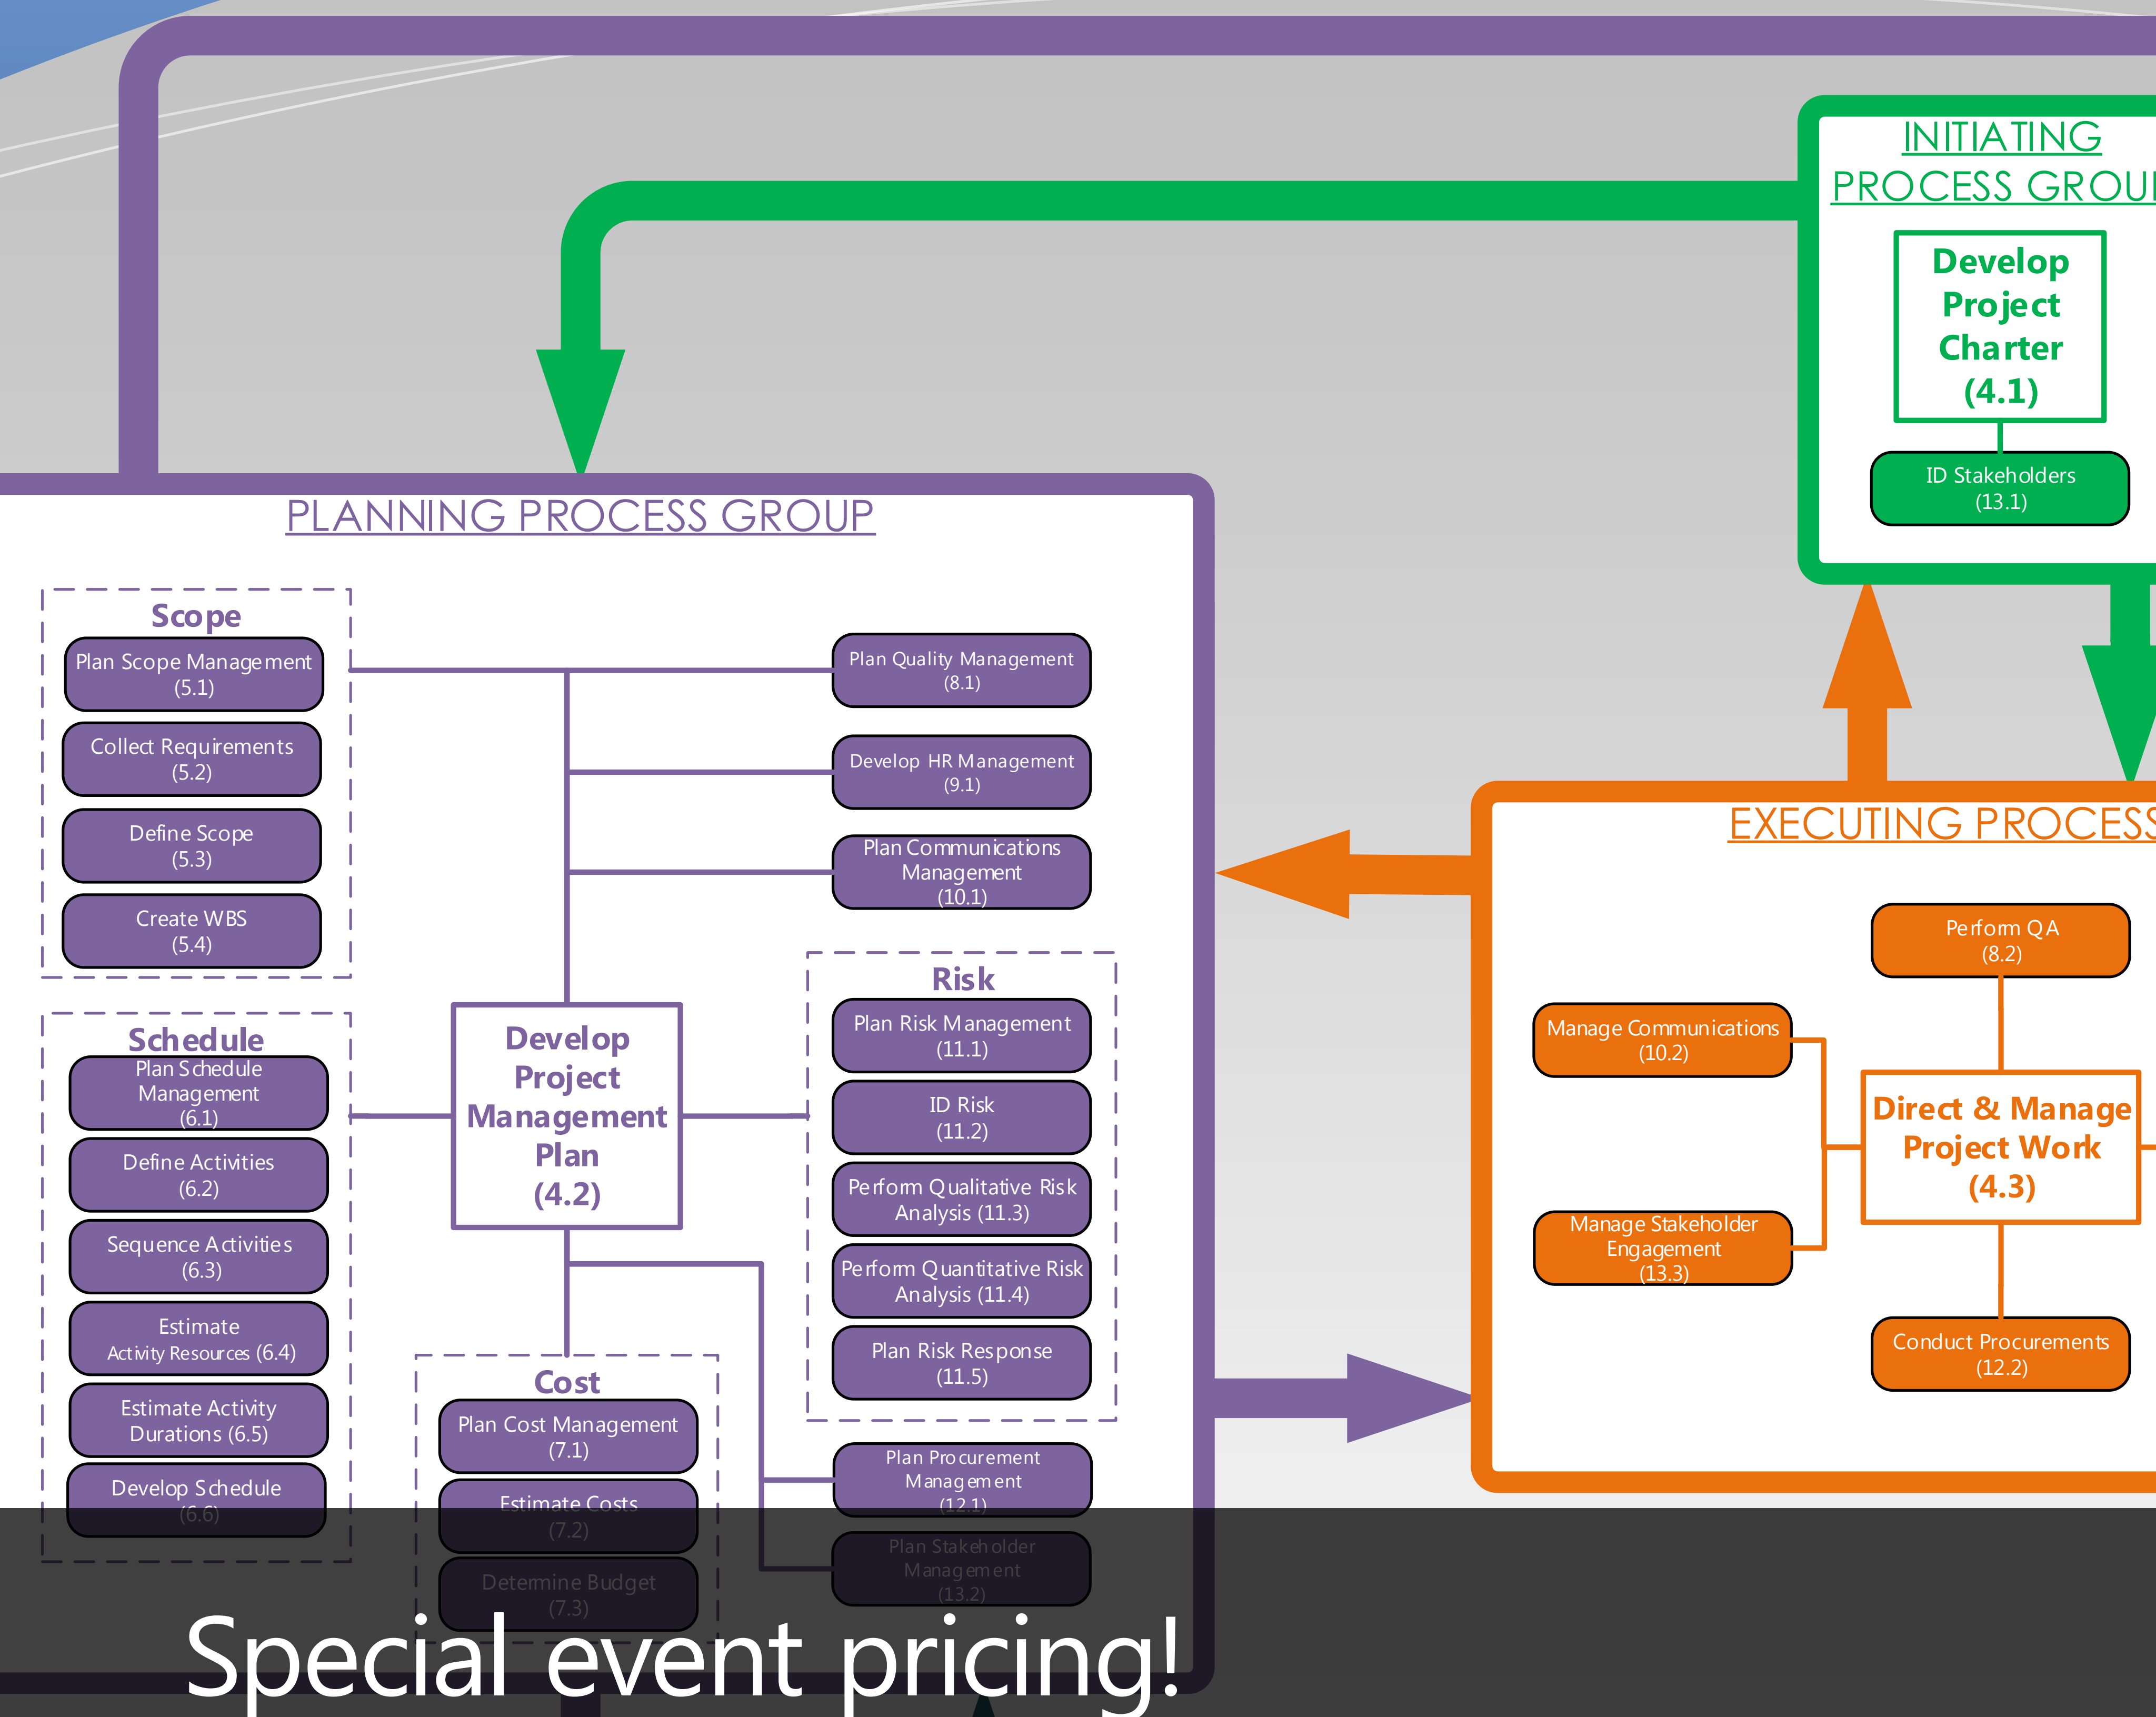 INITIATING
PROCESS GROU
Develop
Project
Charter
(4.1)
ID Stakeholders
(13.1)
PLANNING PROCESS GROUP
Scope
Plan Scope Management
(5.1)
Collect Requirements
(5.2)
Define Scope
(5.3)
Create WBS
(5.4)
Schedule
Plan Schedule
Management
(6.1)
Define Activities
(6.2)
Sequence Activities
(6.3)
Estimate
Activity Resources (6.4)
Estimate Activity
Durations (6.5)
Develop Schedule
(6.6)
Develop
Project
Management
Plan
(4.2)
Cost
Plan Cost Management
(7.1)
Estimate Costs
(7.2)
Determine Budget
(7.3)
Plan Quality Management
(8.1)
Develop HR Management
(9.1)
Plan Communications
Management
(10.1)
Risk
Plan Risk Management
(11.1)
ID Risk
(11.2)
Perform Qualitative Risk
Analysis (11.3)
Perform Quantitative Risk
Analysis (11.4)
Plan Risk Response
(11.5)
Plan Procurement
Management
(12.1)
Plan Stakeholder
Management
(13.2)
EXECUTING PROCESS
Perform QA
(8.2)
Manage Communications
(10.2)
Direct & Manage
Project Work
(4.3)
Manage Stakeholder
Engagement
(13.3)
Conduct Procurements
(12.2)
Special event pricing!